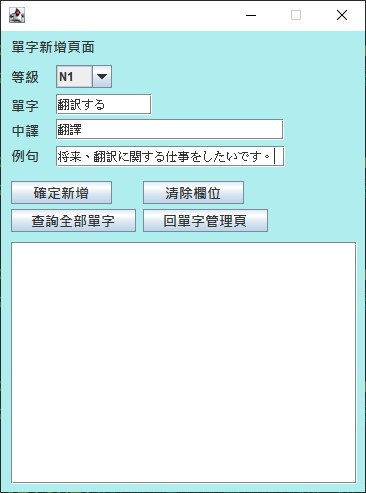 單字新增頁面
等級 N1
單字 翻訳する
中譯 翻譯
例句 将来、翻訳に関する仕事をしたいです。
確定新增 清除欄位
查詢全部單字 回單字管理頁